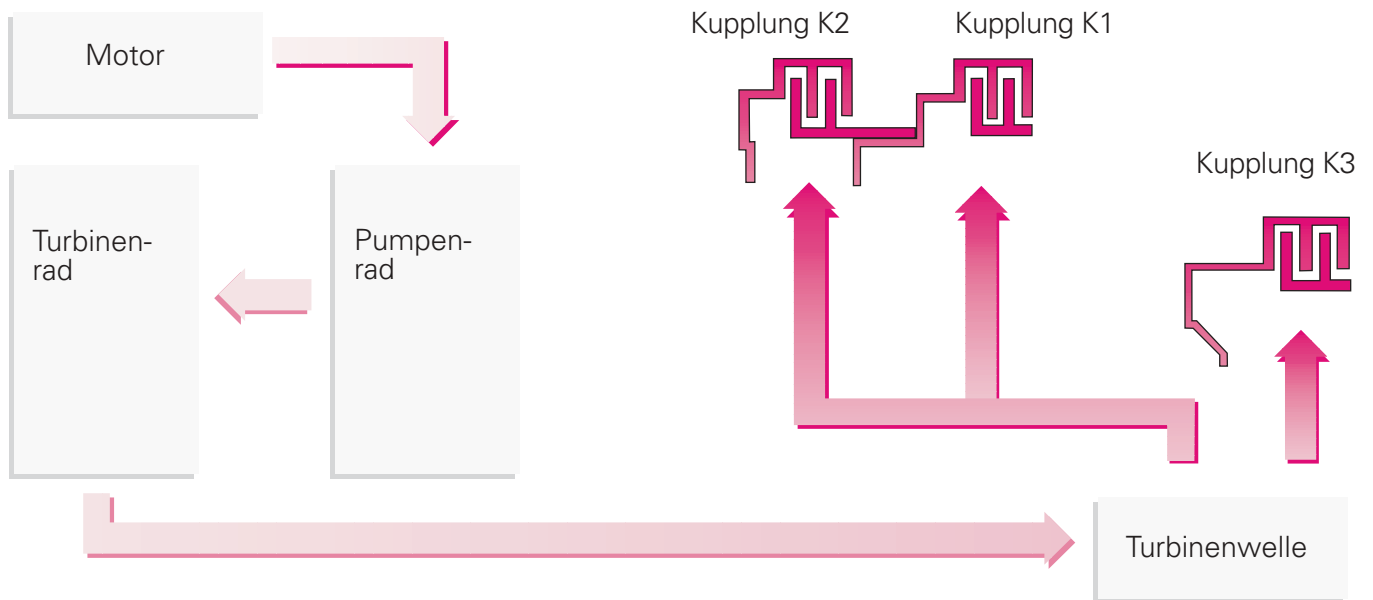 Motor
Kupplung K2
Kupplung K1
Kupplung K3
Turbinen-
rad
Pumpen-
rad
Turbinenwelle